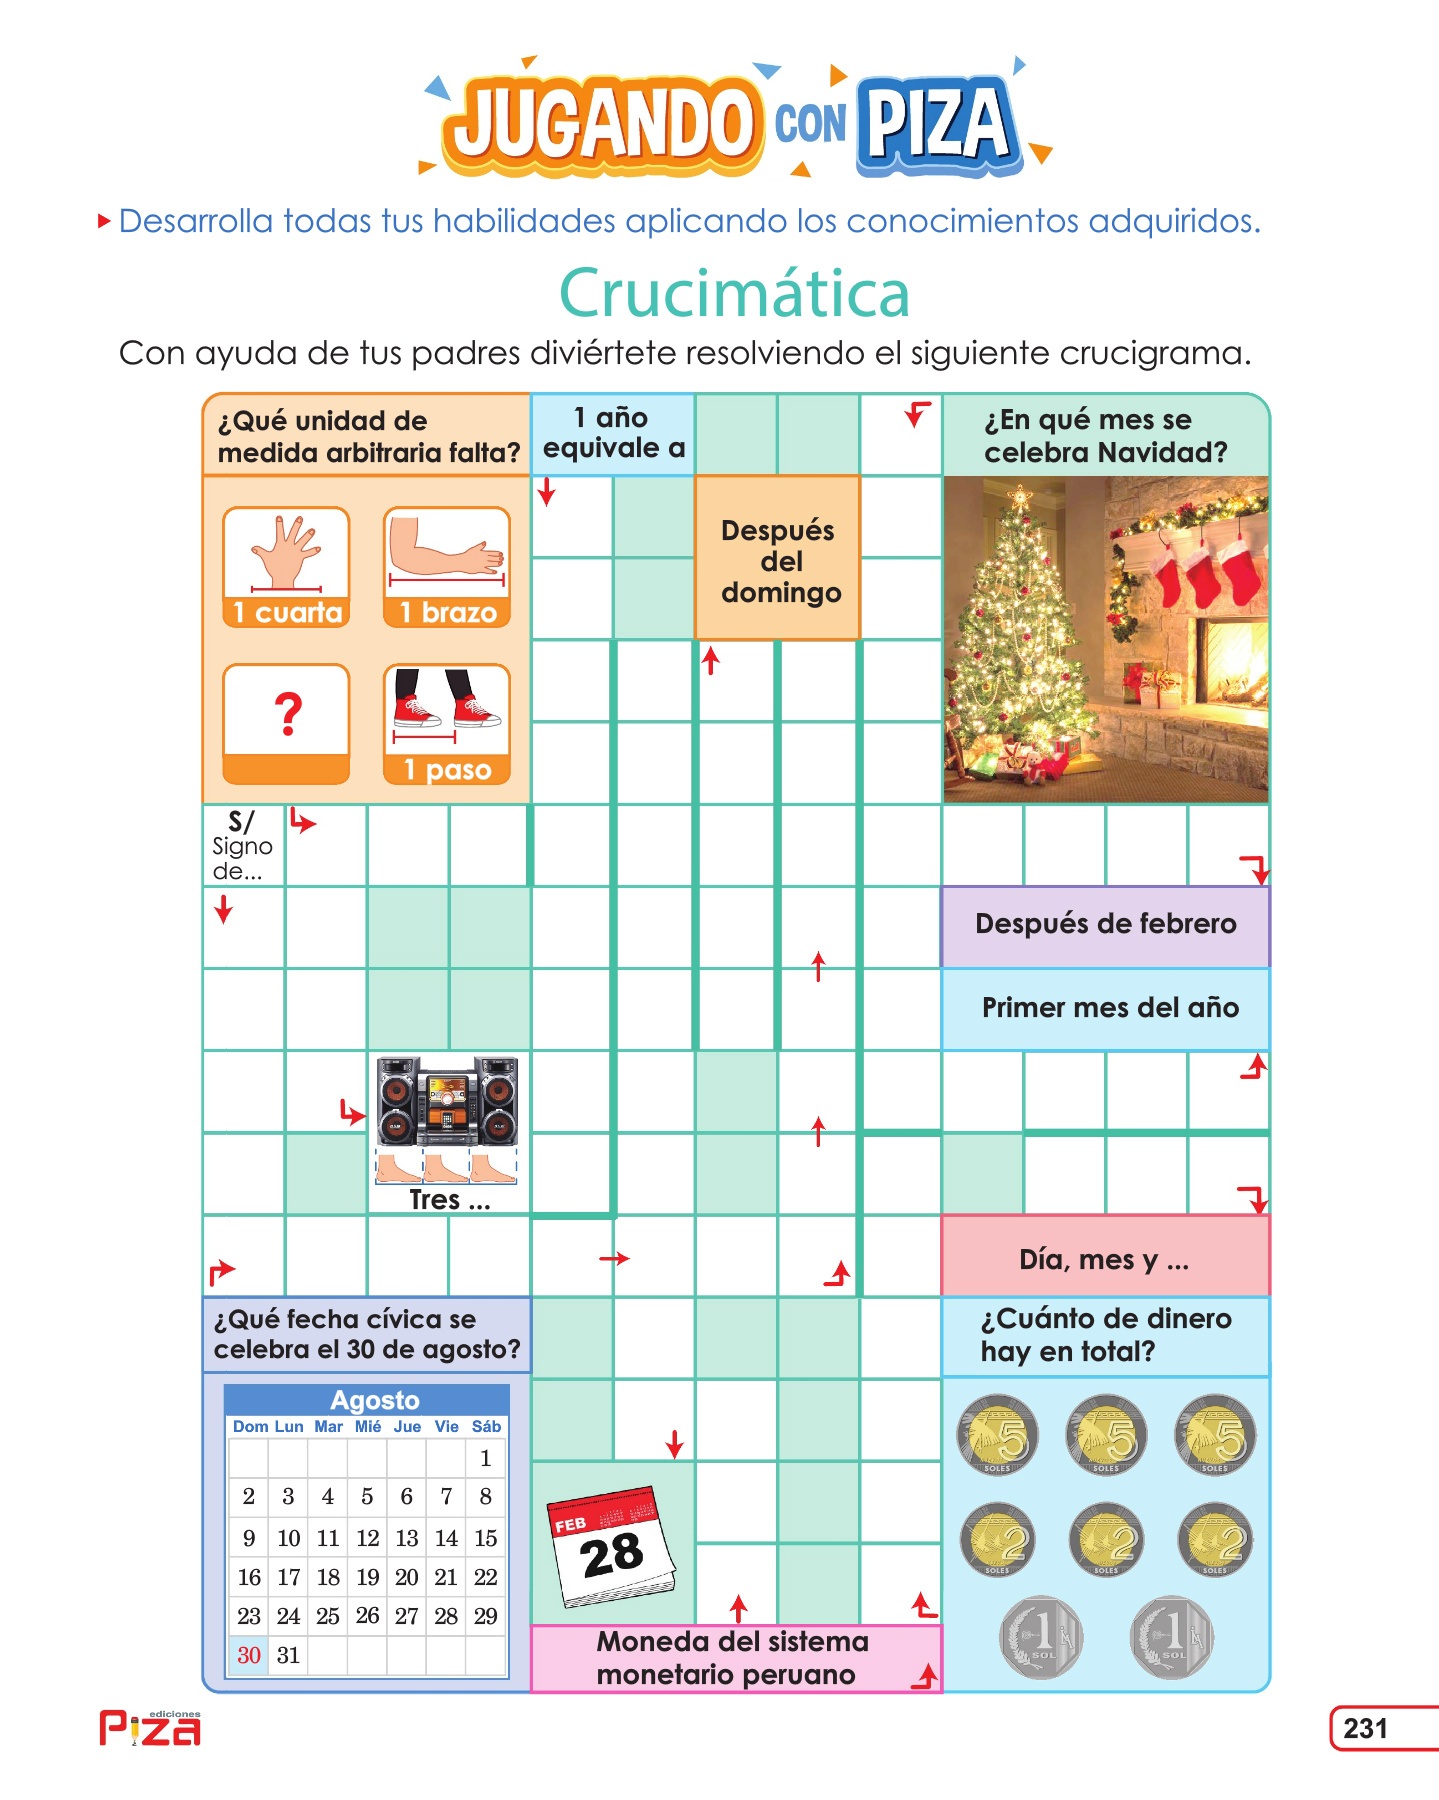 JUGANDO CON PIZA
Desarrolla todas tus habilidades aplicando los conocimientos adquiridos.
Crucimática
Con ayuda de tus padres diviértete resolviendo el siguiente crucigrama.
¿Qué unidad de
medida arbitraria falta?
1 año
equivale a
¿En qué mes se
celebra Navidad?
1 cuarta
1 brazo
?
1 paso
Después
del
domingo
S/
Signo
de...
Después de febrero
Primer mes del año
Tres ...
Día, mes y ...
¿Qué fecha cívica se
celebra el 30 de agosto?
Agosto
Dom Lun Mar Mié Jue Vie Sáb
1
2 3 4 5 6 7 8
9 10 11 12 13 14 15
16 17 18 19 20 21 22
23 24 25 26 27 28 29
30 31
FEB
28
¿Cuánto de dinero
hay en total?
5 SOLES
5 SOLES
5 SOLES
2 SOLES
2 SOLES
2 SOLES
1 SOL
1 SOL
Moneda del sistema
monetario peruano
ediciones
Piza
231